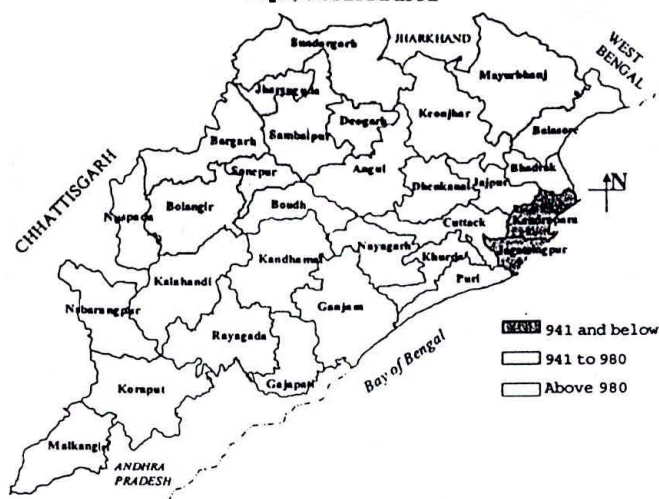 JHARKHAND
WEST
BENGAL
Sundargarh
Mayurbhanj
Jharsuguda
Keonjhar
Deogarh
Sambalpur
Balasore
Bargarh
Bhadrak
Sonepur
Angul
N
CHHATTISGARH
Dhenkanal
Jajpur
Nuapada
Bolangir
Boudh
Cuttack
Kendrapara
Nayagarh
Khurda
Jagatsingpur
Kandhamal
Puri
Kalahandi
Nabarangpur
Ganjam
Rayagada
941 and below
941 to 980
Above 980
Bay of Bengal
Gajapati
Koraput
Malkangiri
ANDHRA
PRADESH